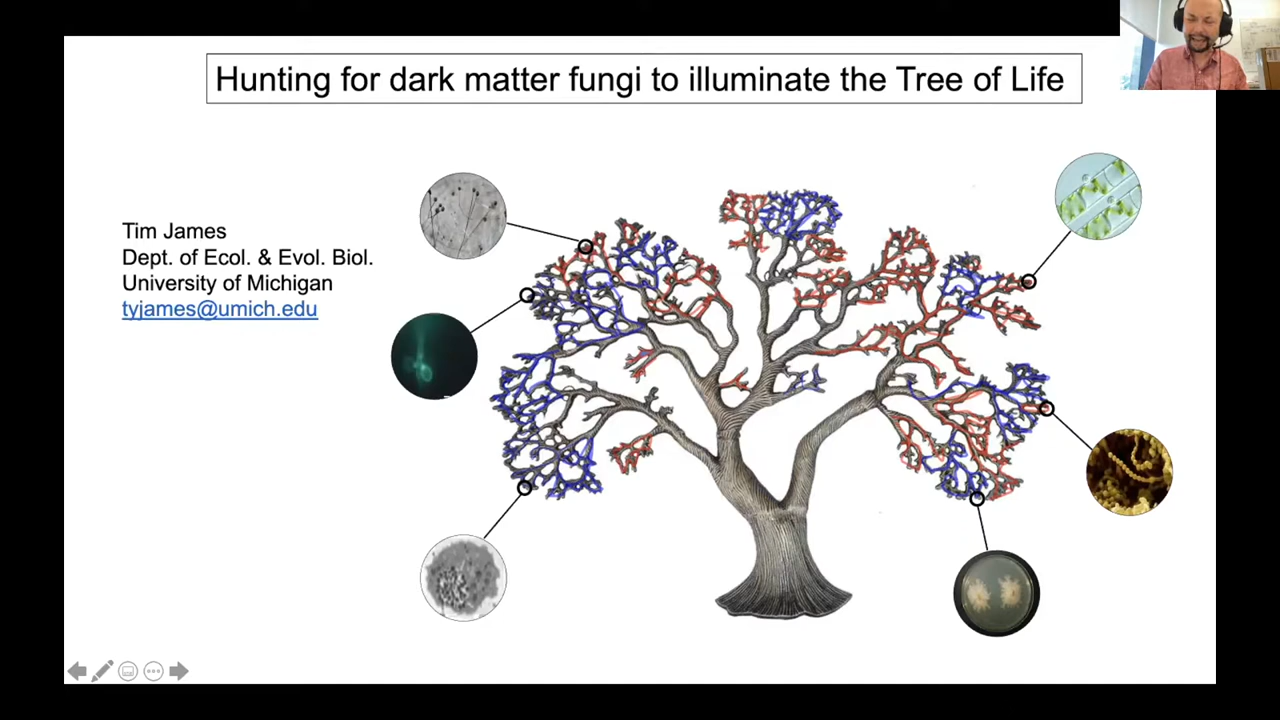 Hunting for dark matter fungi to illuminate the Tree of Life
Tim James
Dept. of Ecol. & Evol. Biol.
University of Michigan
tyjames@umich.edu